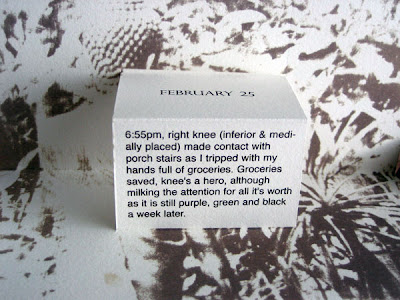 FEBRUARY 25
6:55pm, right knee (inferior & medi-
ally placed) made contact with
porch stairs as I tripped with my
hands full of groceries. Groceries
saved, knee's a hero, although
milking the attention for all it's worth
as it is still purple, green and black
a week later.